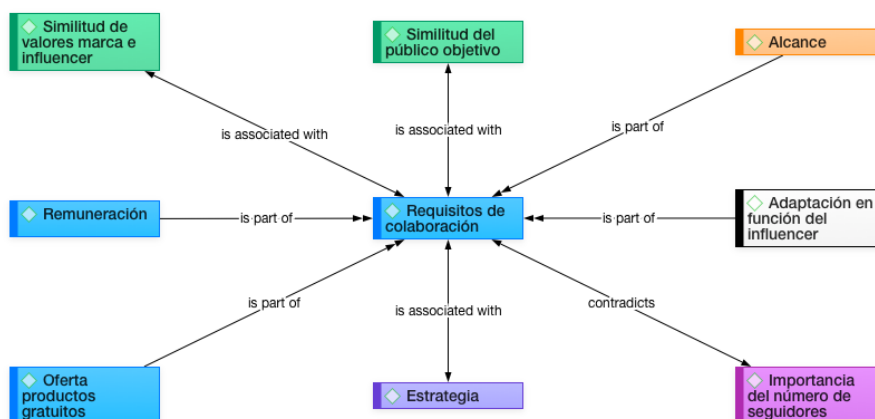 Similitud de
valores marca e
influencer
Similitud del
público objetivo
Alcance
is associated with
is associated with
is part of
Remuneración
is part of
Requisitos de
colaboración
is part of
Adaptación en
función del
influencer
is part of
is associated with
contradicts
Oferta
productos
gratuitos
Estrategia
Importancia
del número de
seguidores